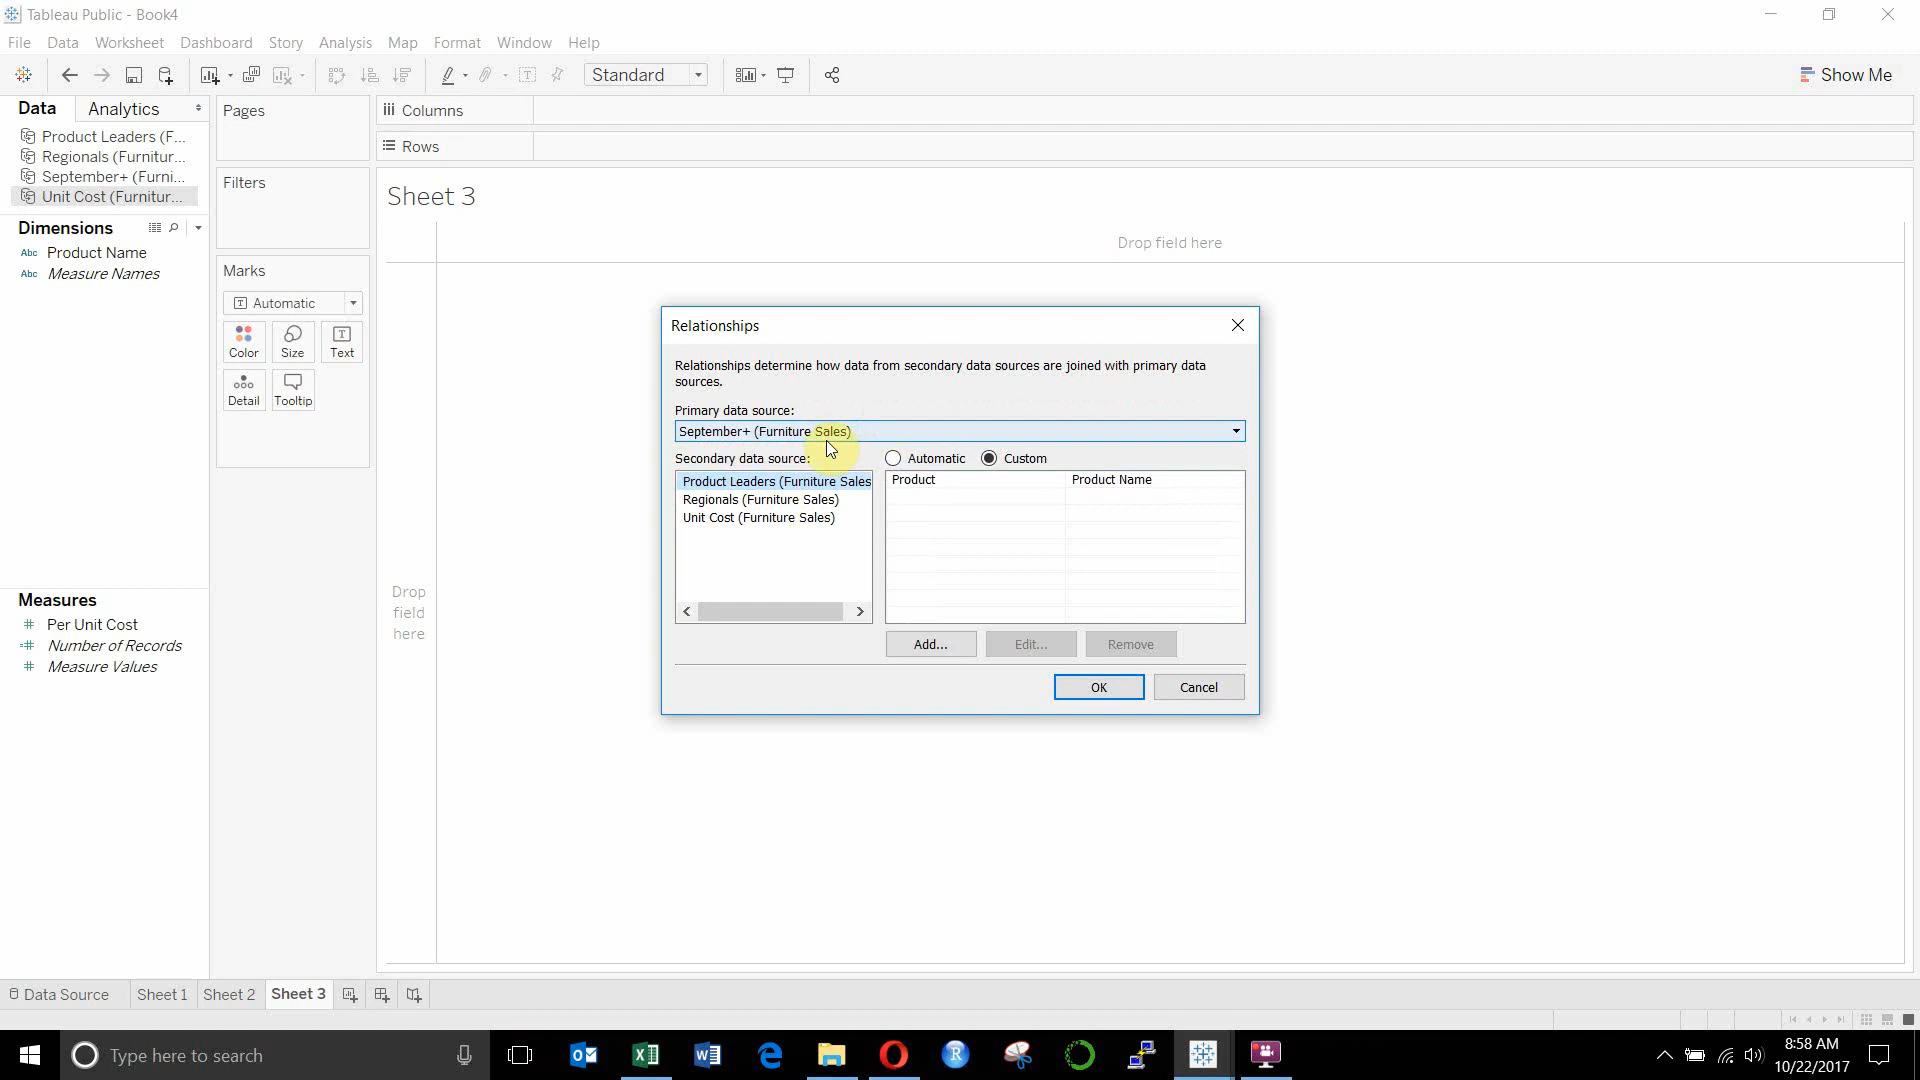 Tableau Public - Book4
File Data Worksheet Dashboard Story Analysis Map Format Window Help
Standard
Show Me
Data Analytics
Product Leaders (F...
Regionals (Furnitur...
September+ (Furni...
Unit Cost (Furnitur...
Dimensions
Abc Product Name
Abc Measure Names
Measures
# Per Unit Cost
=# Number of Records
# Measure Values
Pages
Filters
Marks
T Automatic
Color Size Text
Detail Tooltip
Columns
Rows
Sheet 3
Drop field here
Drop
field
here
Relationships
Relationships determine how data from secondary data sources are joined with primary data
sources.
Primary data source:
September+ (Furniture Sales)
Secondary data source:
Automatic Custom
Product Leaders (Furniture Sales
Regionals (Furniture Sales)
Unit Cost (Furniture Sales)
Product Product Name
Add... Edit... Remove
OK Cancel
Data Source Sheet 1 Sheet 2 Sheet 3
Type here to search
8:58 AM
10/22/2017